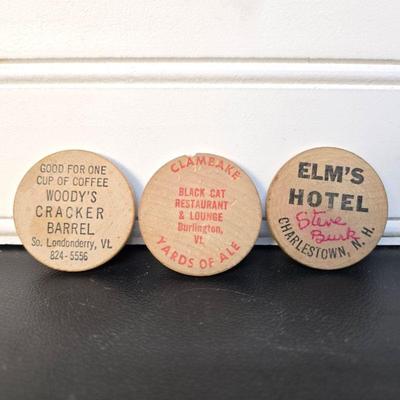 GOOD FOR ONE
CUP OF COFFEE
WOODY'S
CRACKER
BARREL
So. Londonderry, Vt.
824-5556
CLAMBAKE
BLACK CAT
RESTAURANT
& LOUNGE
Burlington,
Vt.
YARDS OF ALE
ELM'S
HOTEL
Steve
Burk
CHARLESTOWN, N. H.